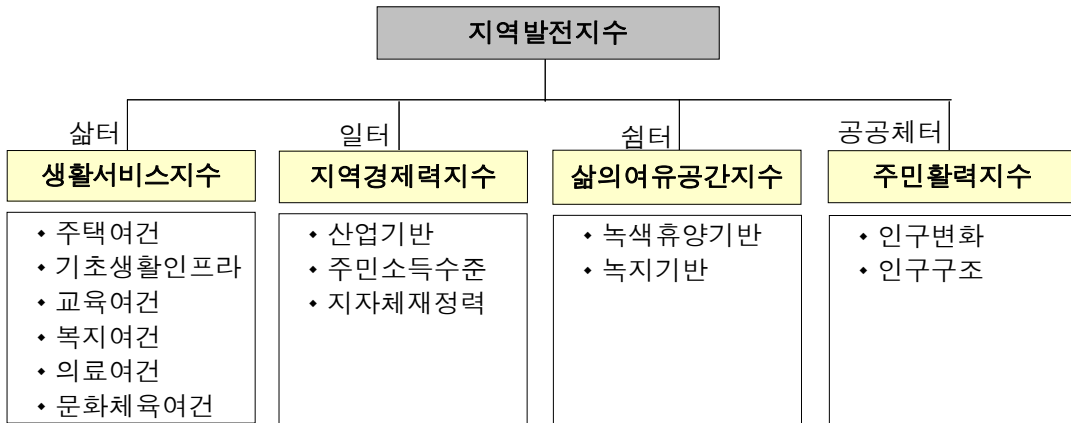 지역발전지수
삶터
일터
쉼터
공공체터
생활서비스지수
지역경제력지수
삶의여유공간지수
주민활력지수
주택여건
기초생활인프라
교육여건
복지여건
의료여건
문화체육여건
산업기반
주민소득수준
지자체재정력
녹색휴양기반
녹지기반
인구변화
인구구조